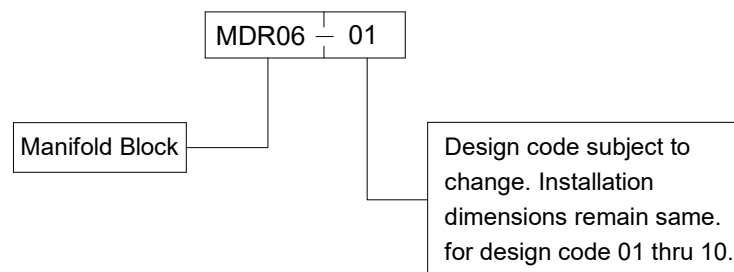 MDR06 – 01
Manifold Block
Design code subject to
change. Installation
dimensions remain same.
for design code 01 thru 10.